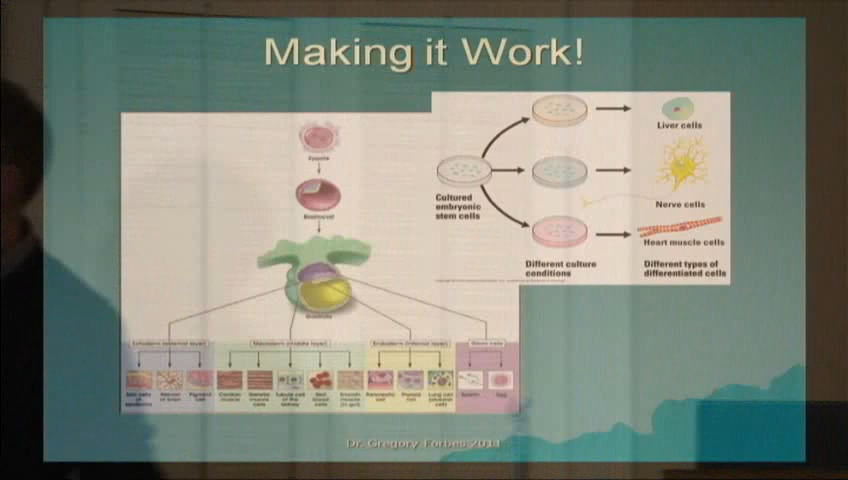 Making it Work!
Zygote
Blastocyst
Gastrula
Ectoderm (external layer)
Mesoderm (middle layer)
Endoderm (internal layer)
Germ cells
Skin cells of epidermis
Neuron of brain
Pigment cell
Cardiac muscle
Skeletal muscle cells
Tubule cell of the kidney
Red blood cells
Smooth muscle (in gut)
Pancreatic cell
Thyroid cell
Lung cell (alveolar cell)
Sperm
Egg
Cultured
embryonic
stem cells
Different culture
conditions
Liver cells
Nerve cells
Heart muscle cells
Different types of
differentiated cells
Dr. Gregory Forbes 2011